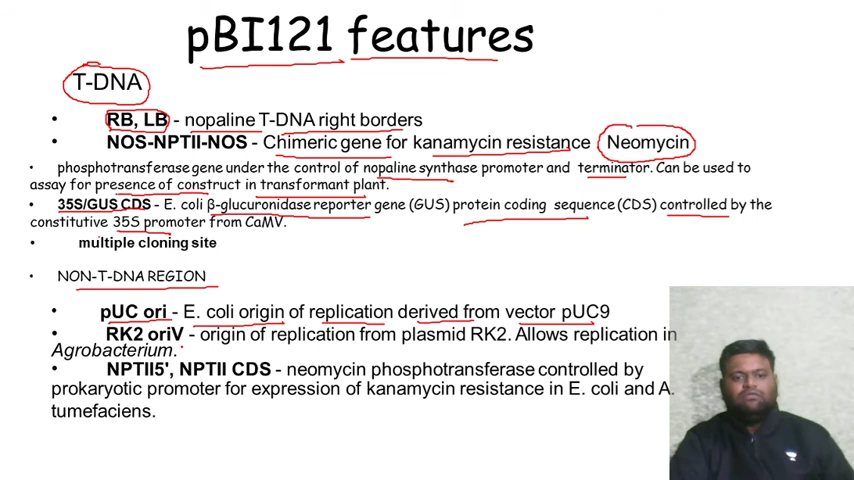 pBI121 features
T-DNA
• RB, LB - nopaline T-DNA right borders
• NOS-NPTII-NOS - Chimeric gene for kanamycin resistance Neomycin
• phosphotransferase gene under the control of nopaline synthase promoter and terminator. Can be used to
assay for presence of construct in transformant plant.
• 35S/GUS CDS - E. coli β-glucuronidase reporter gene (GUS) protein coding sequence (CDS) controlled by the
constitutive 35S promoter from CaMV.
• multiple cloning site
• NON-T-DNA REGION
• pUC ori - E. coli origin of replication derived from vector pUC9
• RK2 oriV - origin of replication from plasmid RK2. Allows replication in
Agrobacterium.
• NPTII5', NPTII CDS - neomycin phosphotransferase controlled by
prokaryotic promoter for expression of kanamycin resistance in E. coli and A.
tumefaciens.